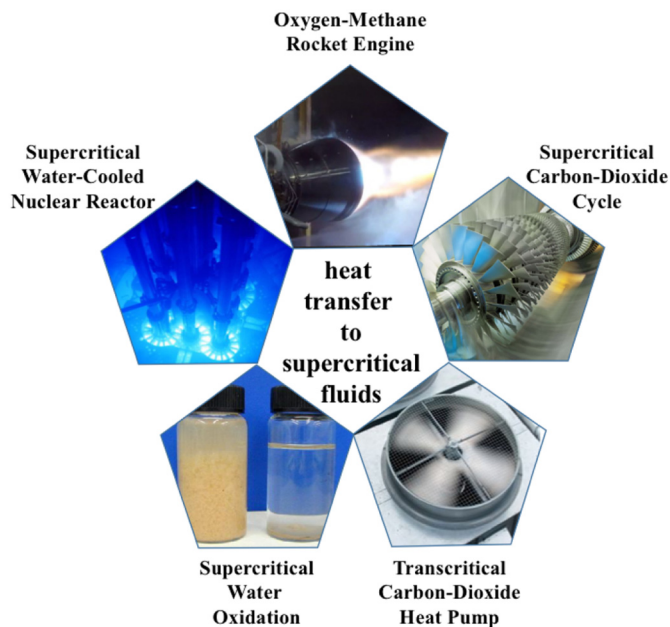 Oxygen-Methane
Rocket Engine
Supercritical
Water-Cooled
Nuclear Reactor
Supercritical
Carbon-Dioxide
Cycle
heat
transfer
to
supercritical
fluids
Supercritical
Water
Oxidation
Transcritical
Carbon-Dioxide
Heat Pump